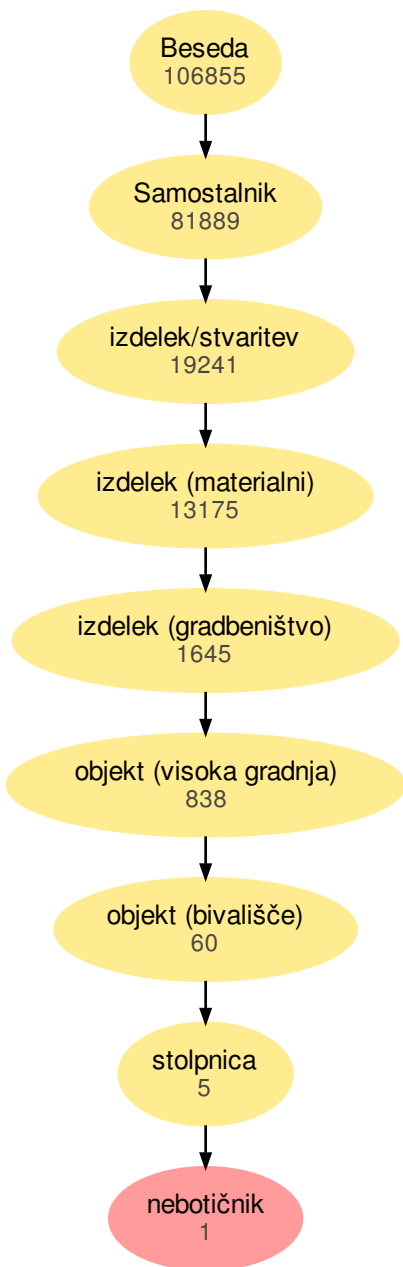 Beseda
106855
Samostalnik
81889
izdelek/stvaritev
19241
izdelek (materialni)
13175
izdelek (gradbeništvo)
1645
objekt (visoka gradnja)
838
objekt (bivališče)
60
stolpnica
5
nebotičnik
1